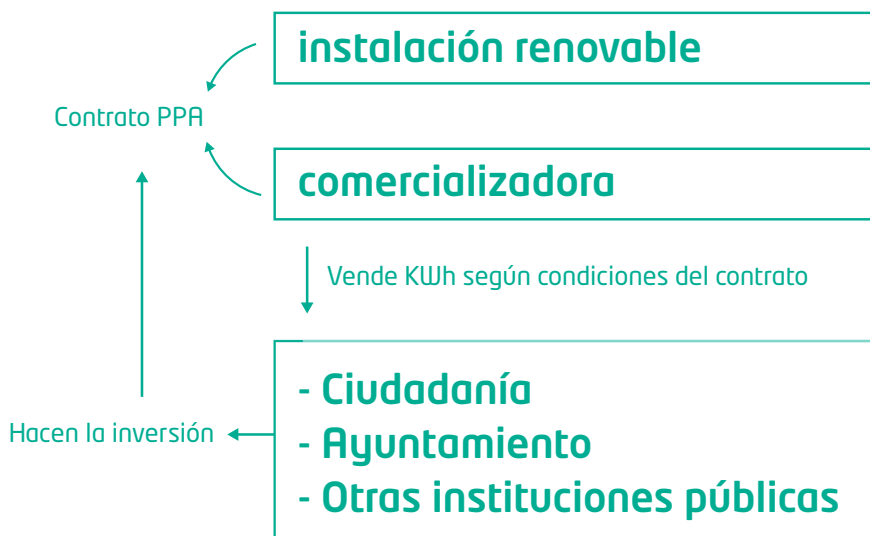 instalación renovable
Contrato PPA
comercializadora
Vende KWh según condiciones del contrato
- Ciudadanía
- Ayuntamiento
- Otras instituciones públicas
Hacen la inversión